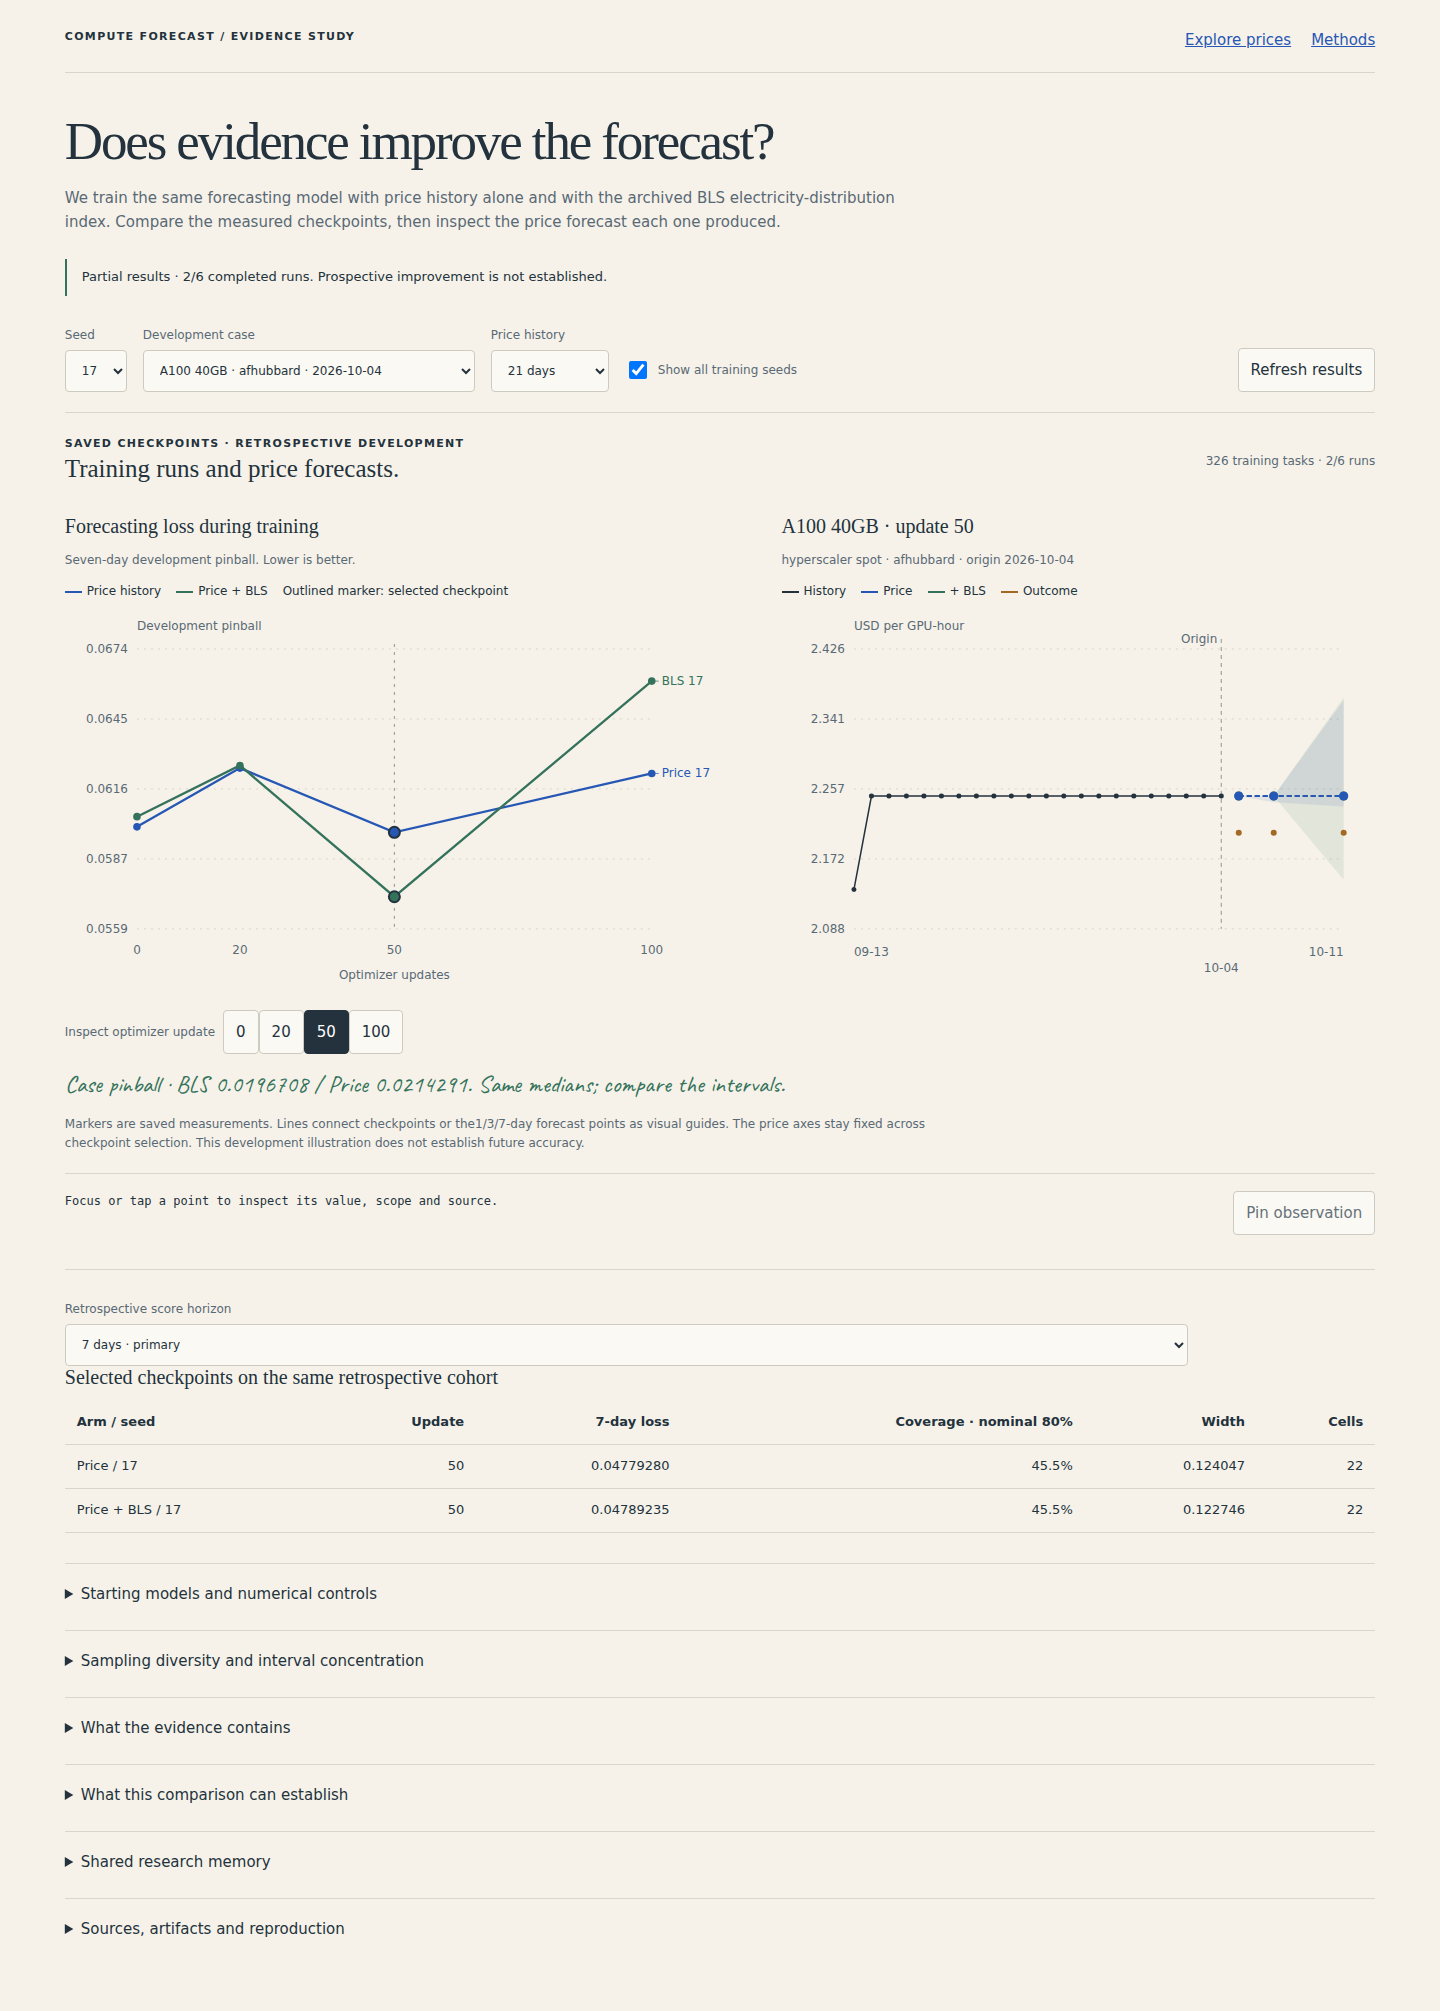 COMPUTE FORECAST / EVIDENCE STUDY
Explore prices Methods
Does evidence improve the forecast?
We train the same forecasting model with price history alone and with the archived BLS electricity-distribution
index. Compare the measured checkpoints, then inspect the price forecast each one produced.
Partial results · 2/6 completed runs. Prospective improvement is not established.
Seed Development case Price history
17 A100 40GB · afhubbard · 2026-10-04 21 days Show all training seeds Refresh results
SAVED CHECKPOINTS · RETROSPECTIVE DEVELOPMENT
Training runs and price forecasts.
326 training tasks · 2/6 runs
Forecasting loss during training
Seven-day development pinball. Lower is better.
Price history Price + BLS Outlined marker: selected checkpoint
Development pinball
0.0674
0.0645
0.0616
0.0587
0.0559
BLS 17
Price 17
0 20 50 100
Optimizer updates
A100 40GB · update 50
hyperscaler spot · afhubbard · origin 2026-10-04
History Price + BLS Outcome
USD per GPU-hour
Origin
2.426
2.341
2.257
2.172
2.088
09-13 10-11
10-04
Inspect optimizer update 0 20 50 100
Case pinball · BLS 0.0196708 / Price 0.0214291. Same medians; compare the intervals.
Markers are saved measurements. Lines connect checkpoints or the1/3/7-day forecast points as visual guides. The price axes stay fixed across
checkpoint selection. This development illustration does not establish future accuracy.
Focus or tap a point to inspect its value, scope and source.
Pin observation
Retrospective score horizon
7 days · primary
Selected checkpoints on the same retrospective cohort
Arm / seed Update 7-day loss Coverage · nominal 80% Width Cells
Price / 17 50 0.04779280 45.5% 0.124047 22
Price + BLS / 17 50 0.04789235 45.5% 0.122746 22
Starting models and numerical controls
Sampling diversity and interval concentration
What the evidence contains
What this comparison can establish
Shared research memory
Sources, artifacts and reproduction